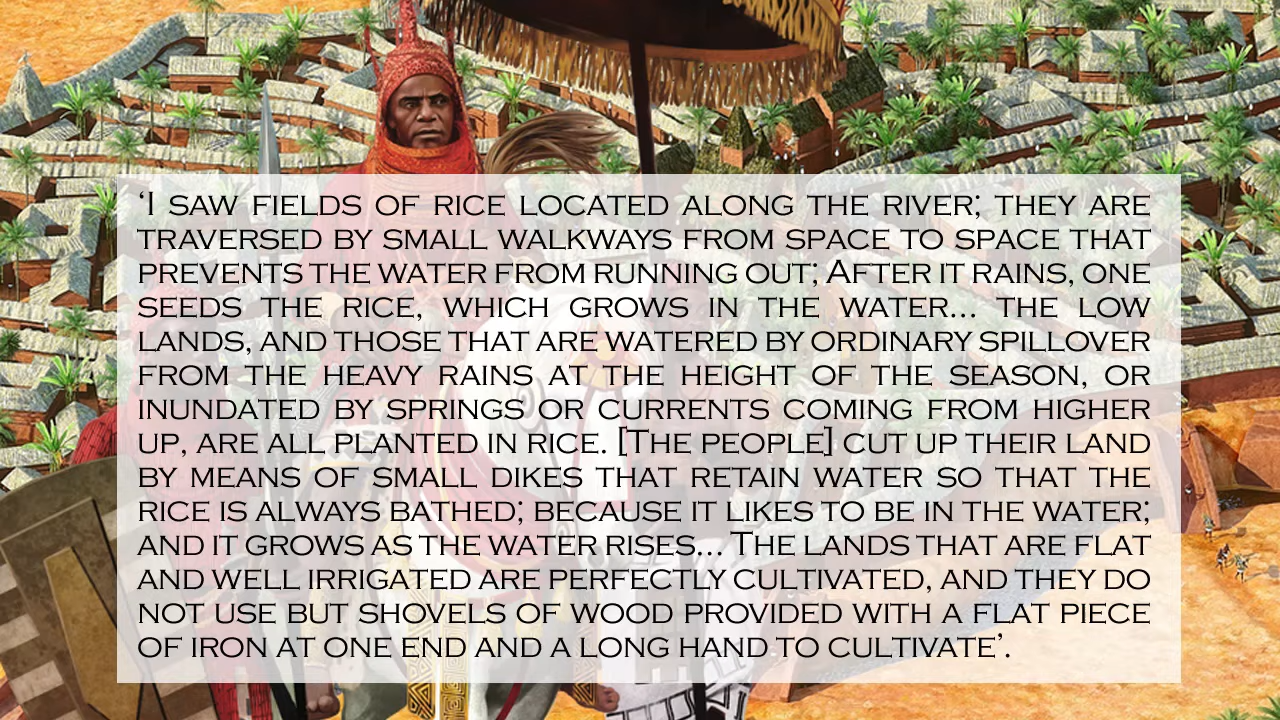 ‘I SAW FIELDS OF RICE LOCATED ALONG THE RIVER; THEY ARE
TRAVERSED BY SMALL WALKWAYS FROM SPACE TO SPACE THAT
PREVENTS THE WATER FROM RUNNING OUT; AFTER IT RAINS, ONE
SEEDS THE RICE, WHICH GROWS IN THE WATER... THE LOW
LANDS, AND THOSE THAT ARE WATERED BY ORDINARY SPILLOVER
FROM THE HEAVY RAINS AT THE HEIGHT OF THE SEASON, OR
INUNDATED BY SPRINGS OR CURRENTS COMING FROM HIGHER
UP, ARE ALL PLANTED IN RICE. [THE PEOPLE] CUT UP THEIR LAND
BY MEANS OF SMALL DIKES THAT RETAIN WATER SO THAT THE
RICE IS ALWAYS BATHED; BECAUSE IT LIKES TO BE IN THE WATER;
AND IT GROWS AS THE WATER RISES... THE LANDS THAT ARE FLAT
AND WELL IRRIGATED ARE PERFECTLY CULTIVATED, AND THEY DO
NOT USE BUT SHOVELS OF WOOD PROVIDED WITH A FLAT PIECE
OF IRON AT ONE END AND A LONG HAND TO CULTIVATE’.